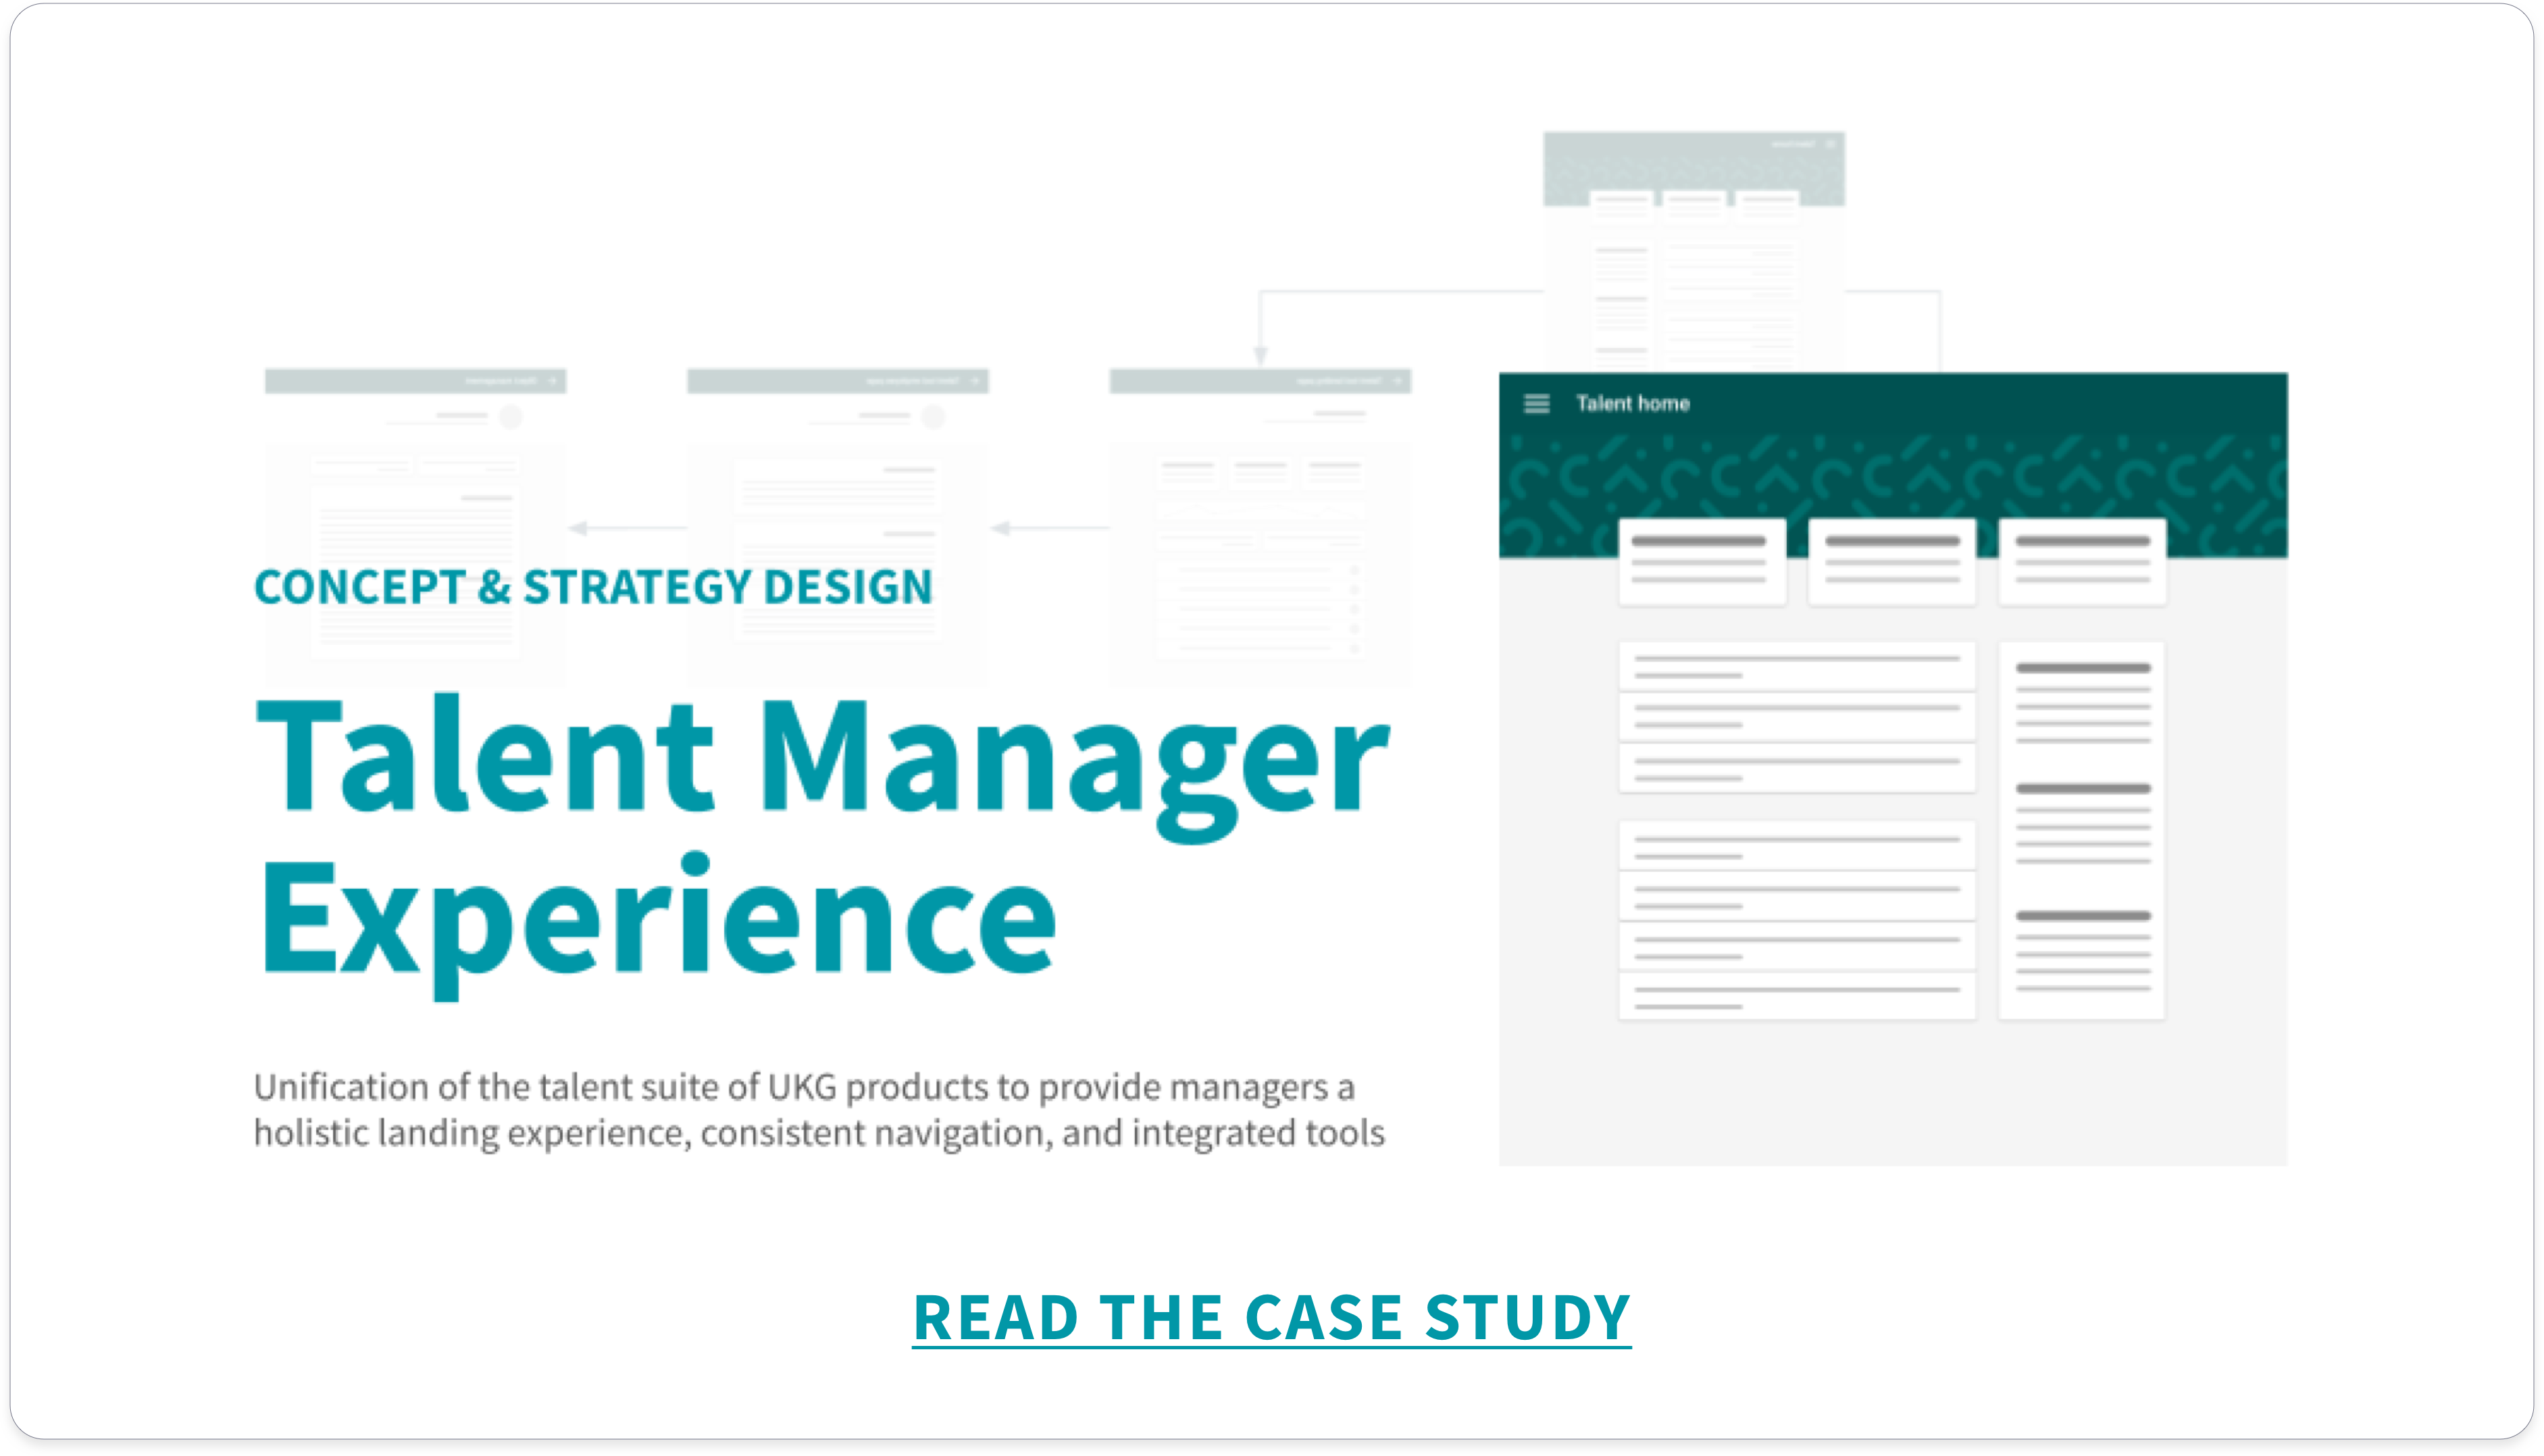 Talent home
CONCEPT & STRATEGY DESIGN
Talent Manager
Experience
Unification of the talent suite of UKG products to provide managers a
holistic landing experience, consistent navigation, and integrated tools
READ THE CASE STUDY